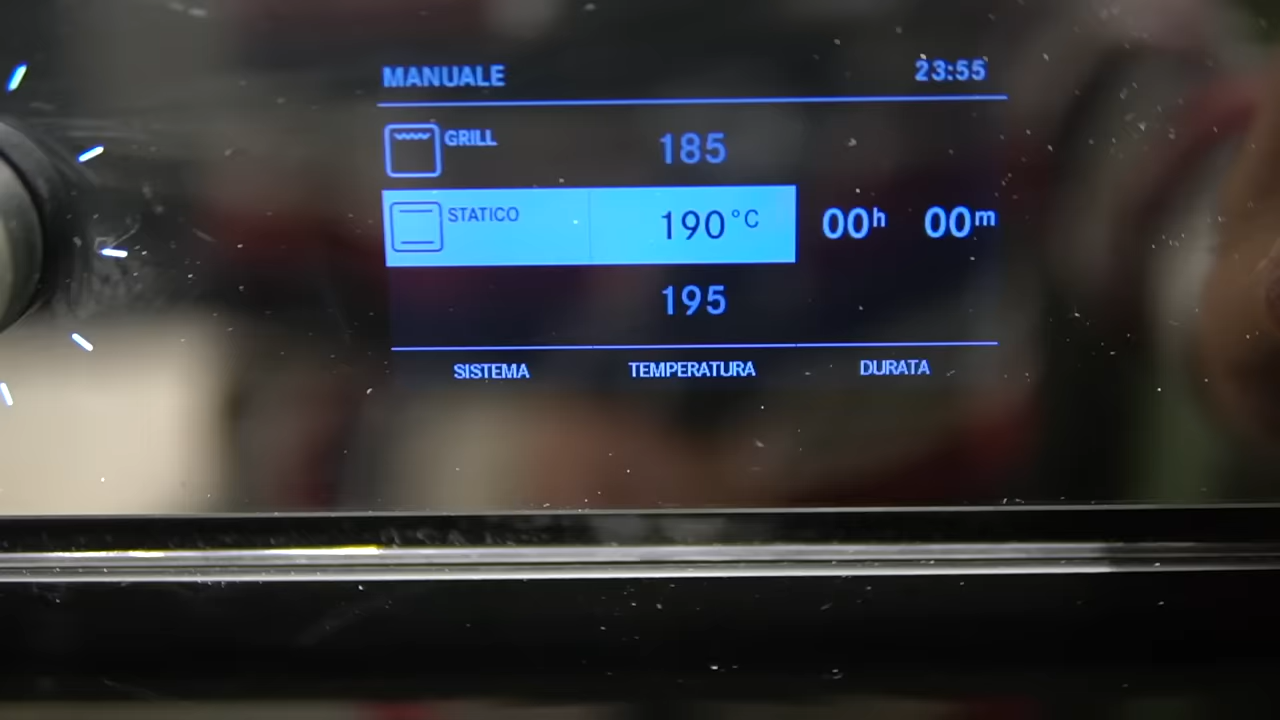 MANUALE 23:55
GRILL 185
STATICO 190°C 00h 00m
195
SISTEMA TEMPERATURA DURATA